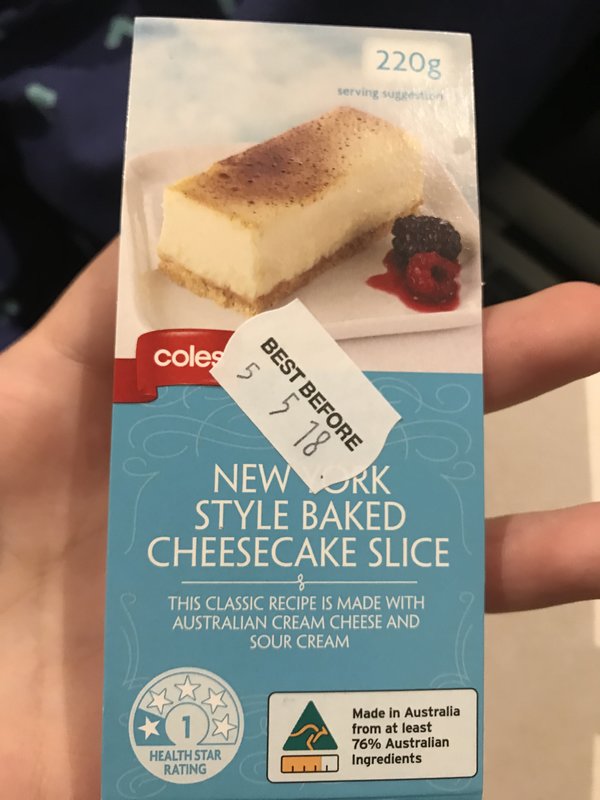 220g
serving suggestion
coles
BEST BEFORE
5 5 18
NEW YORK
STYLE BAKED
CHEESECAKE SLICE
THIS CLASSIC RECIPE IS MADE WITH
AUSTRALIAN CREAM CHEESE AND
SOUR CREAM
1
HEALTH STAR
RATING
Made in Australia
from at least
76% Australian
Ingredients